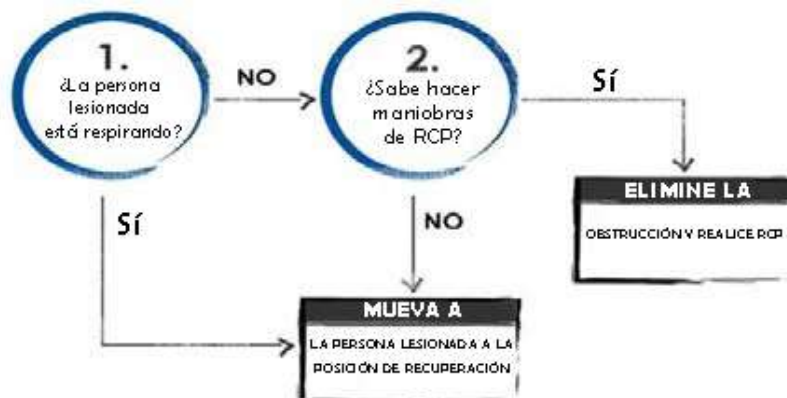 1.
¿La persona
lesionada
está respirando?
NO
2.
¿Sabe hacer
maniobras
de RCP?
Sí
ELIMINE LA
OBSTRUCCIÓN Y REALICE RCP
Sí
NO
MUEVA A
LA PERSONA LESIONADA A LA
POSICIÓN DE RECUPERACIÓN